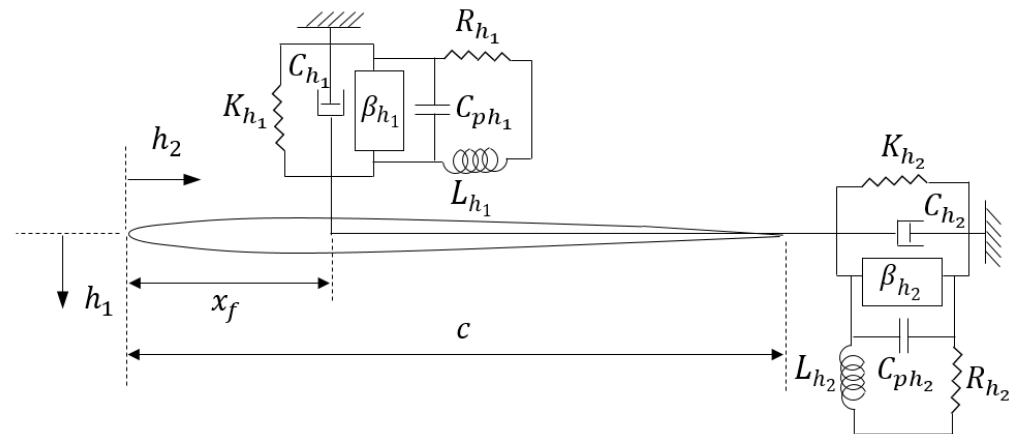 R_{h_1}
C_{h_1}
K_{h_1}
β_{h_1}
C_{ph_1}
h_2
L_{h_1}
K_{h_2}
C_{h_2}
h_1
x_f
β_{h_2}
c
L_{h_2}
C_{ph_2}
R_{h_2}